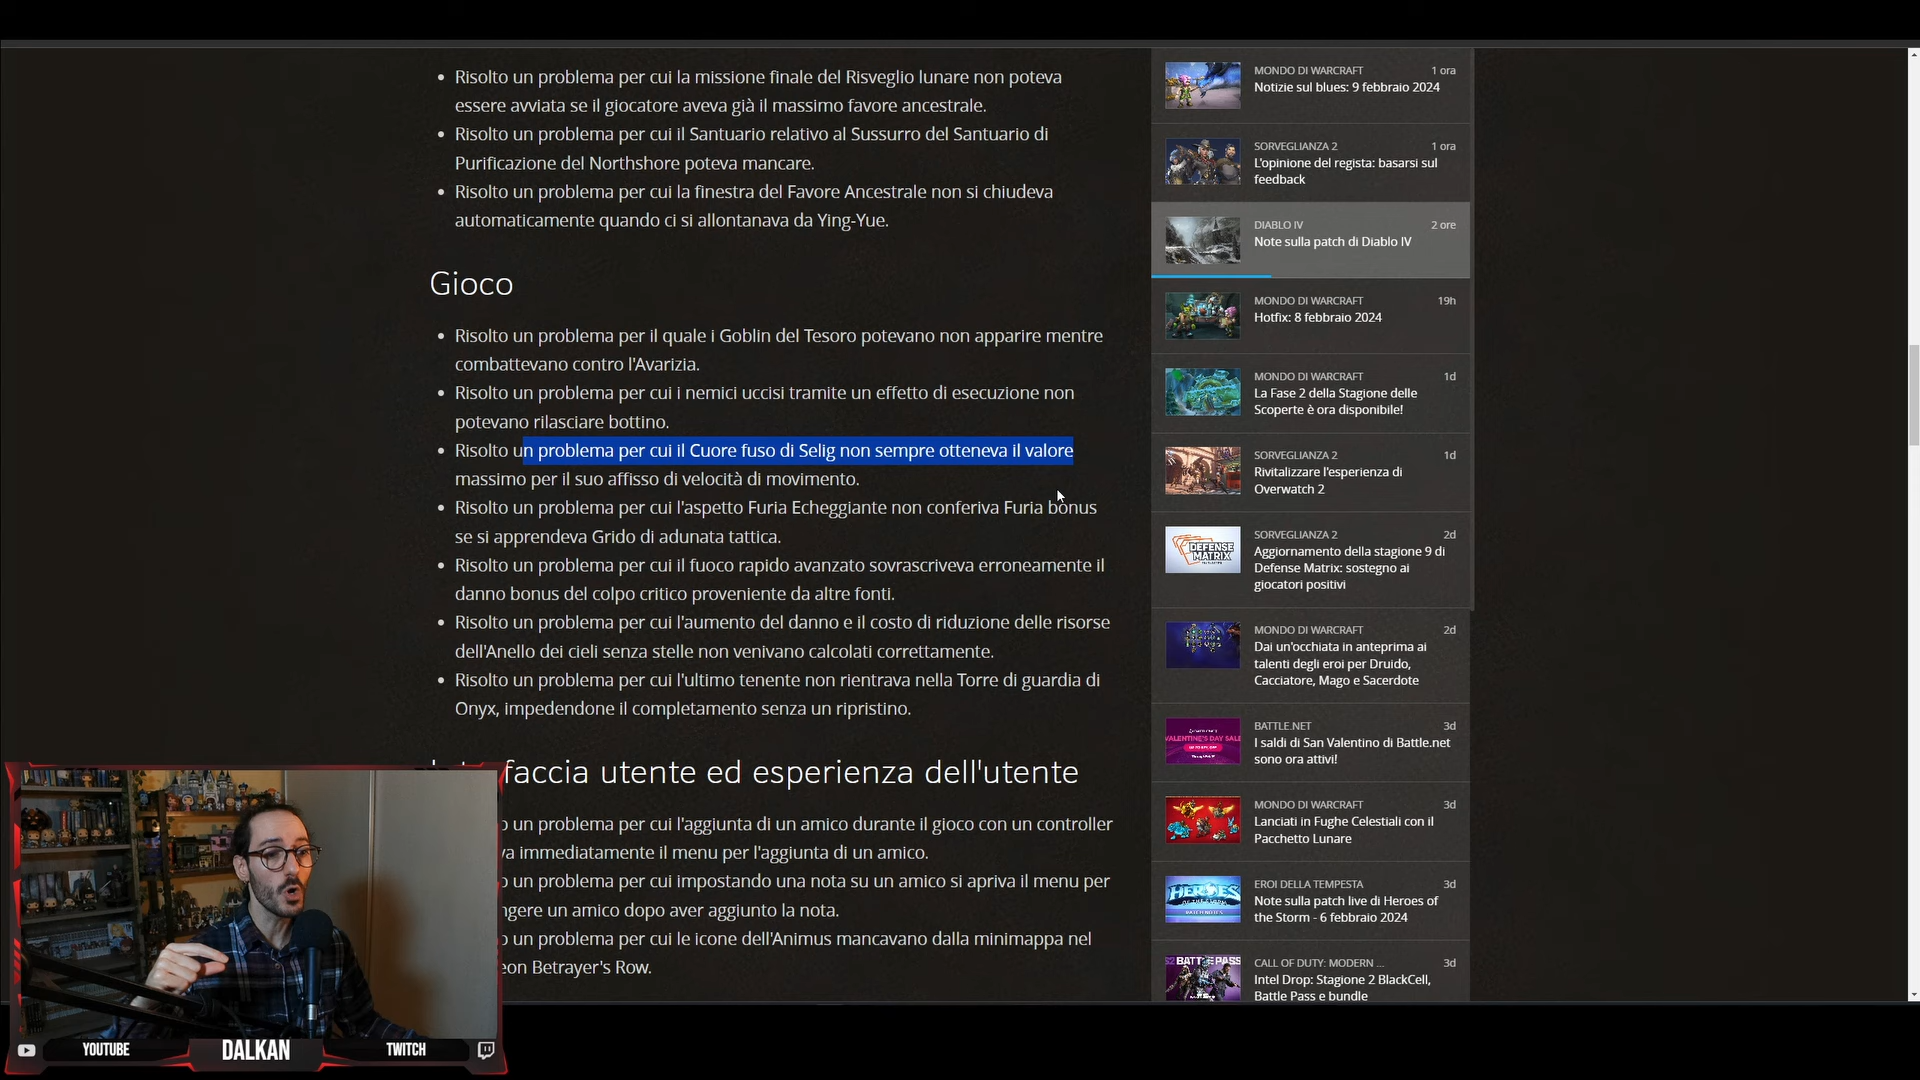 Risolto un problema per cui la missione finale del Risveglio lunare non poteva
essere avviata se il giocatore aveva già il massimo favore ancestrale.
Risolto un problema per cui il Santuario relativo al Sussurro del Santuario di
Purificazione del Northshore poteva mancare.
Risolto un problema per cui la finestra del Favore Ancestrale non si chiudeva
automaticamente quando ci si allontanava da Ying-Yue.
Gioco
Risolto un problema per il quale i Goblin del Tesoro potevano non apparire mentre
combattevano contro l'Avarizia.
Risolto un problema per cui i nemici uccisi tramite un effetto di esecuzione non
potevano rilasciare bottino.
Risolto un problema per cui il Cuore fuso di Selig non sempre otteneva il valore
massimo per il suo affisso di velocità di movimento.
Risolto un problema per cui l'aspetto Furia Echeggiante non conferiva Furia bonus
se si apprendeva Grido di adunata tattica.
Risolto un problema per cui il fuoco rapido avanzato sovrascriveva erroneamente il
danno bonus del colpo critico proveniente da altre fonti.
Risolto un problema per cui l'aumento del danno e il costo di riduzione delle risorse
dell'Anello dei cieli senza stelle non venivano calcolati correttamente.
Risolto un problema per cui l'ultimo tenente non rientrava nella Torre di guardia di
Onyx, impedendone il completamento senza un ripristino.
faccia utente ed esperienza dell'utente
un problema per cui l'aggiunta di un amico durante il gioco con un controller
immediatamente il menu per l'aggiunta di un amico.
un problema per cui impostando una nota su un amico si apriva il menu per
ngere un amico dopo aver aggiunto la nota.
un problema per cui le icone dell'Animus mancavano dalla minimappa nel
eon Betrayer's Row.
MONDO DI WARCRAFT 1 ora
Notizie sul blues: 9 febbraio 2024
SORVEGLIANZA 2 1 ora
L'opinione del regista: basarsi sul
feedback
DIABLO IV 2 ore
Note sulla patch di Diablo IV
MONDO DI WARCRAFT 19h
Hotfix: 8 febbraio 2024
MONDO DI WARCRAFT 1d
La Fase 2 della Stagione delle
Scoperte è ora disponibile!
SORVEGLIANZA 2 1d
Rivitalizzare l'esperienza di
Overwatch 2
DEFENSE
MATRIX
SORVEGLIANZA 2 2d
Aggiornamento della stagione 9 di
Defense Matrix: sostegno ai
giocatori positivi
MONDO DI WARCRAFT 2d
Dai un'occhiata in anteprima ai
talenti degli eroi per Druido,
Cacciatore, Mago e Sacerdote
VALENTINE'S DAY SALE
BATTLE.NET 3d
I saldi di San Valentino di Battle.net
sono ora attivi!
MONDO DI WARCRAFT 3d
Lanciati in Fughe Celestiali con il
Pacchetto Lunare
HEROES
EROI DELLA TEMPESTA 3d
Note sulla patch live di Heroes of
the Storm - 6 febbraio 2024
BATTLE PASS
CALL OF DUTY: MODERN ... 3d
Intel Drop: Stagione 2 BlackCell,
Battle Pass e bundle
YOUTUBE
DALKAN
TWITCH